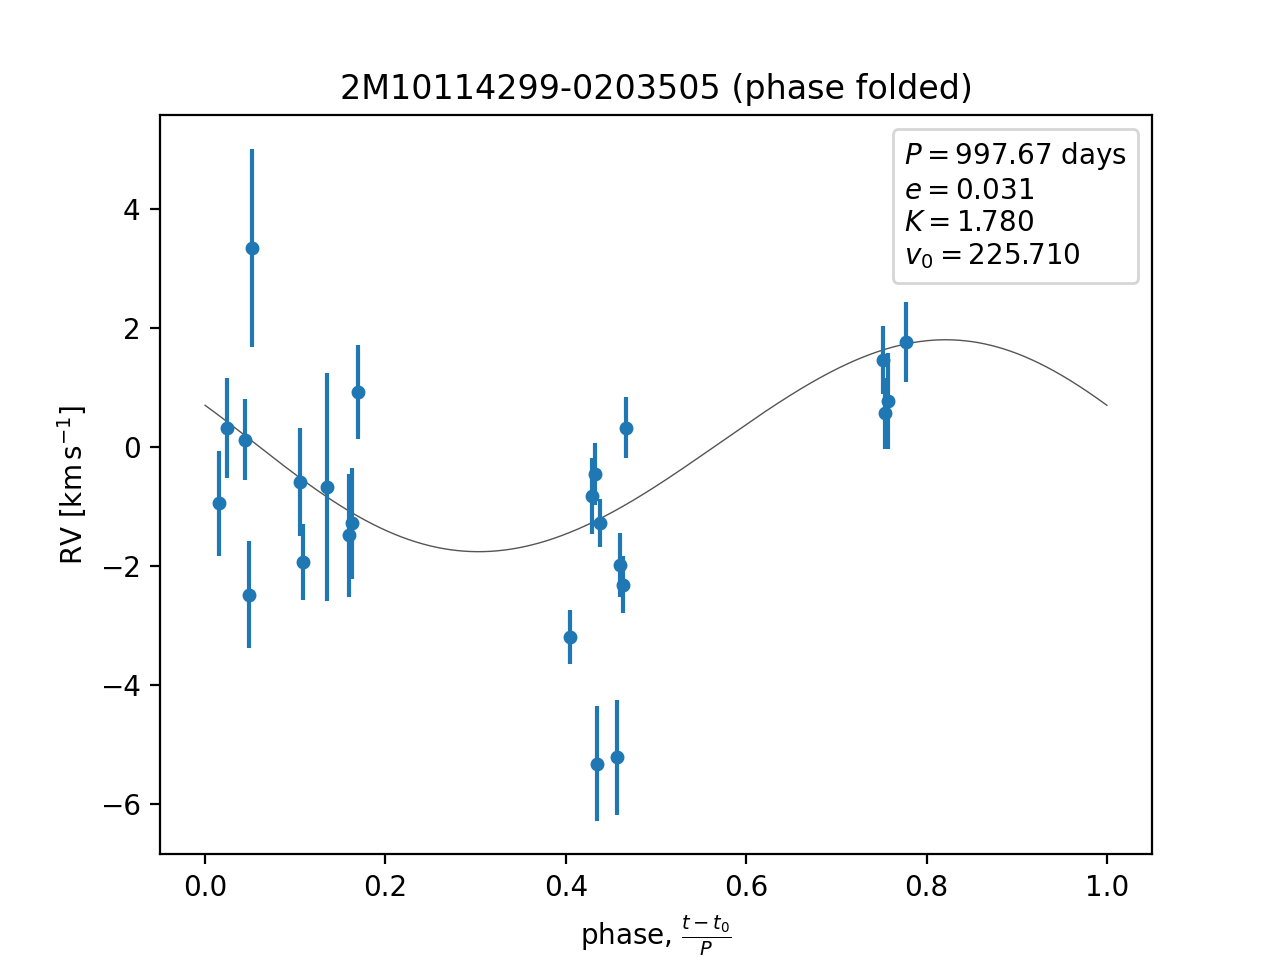 2M10114299-0203505 (phase folded)
P = 997.67 days
e = 0.031
K = 1.780
v₀ = 225.710
RV [km s⁻¹]
4
2
0
−2
−4
−6
0.0 0.2 0.4 0.6 0.8 1.0
phase, (t − t₀)/P